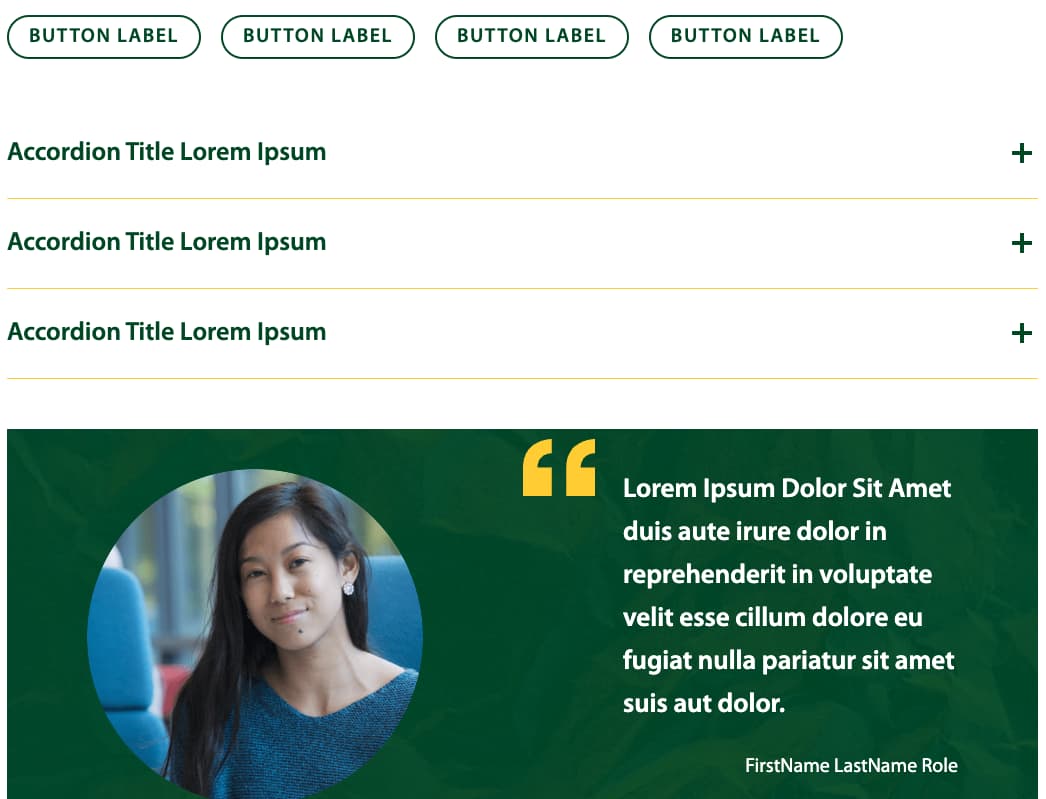 BUTTON LABEL BUTTON LABEL BUTTON LABEL BUTTON LABEL
Accordion Title Lorem Ipsum
Accordion Title Lorem Ipsum
Accordion Title Lorem Ipsum
Lorem Ipsum Dolor Sit Amet
duis aute irure dolor in
reprehenderit in voluptate
velit esse cillum dolore eu
fugiat nulla pariatur sit amet
suis aut dolor.
FirstName LastName Role